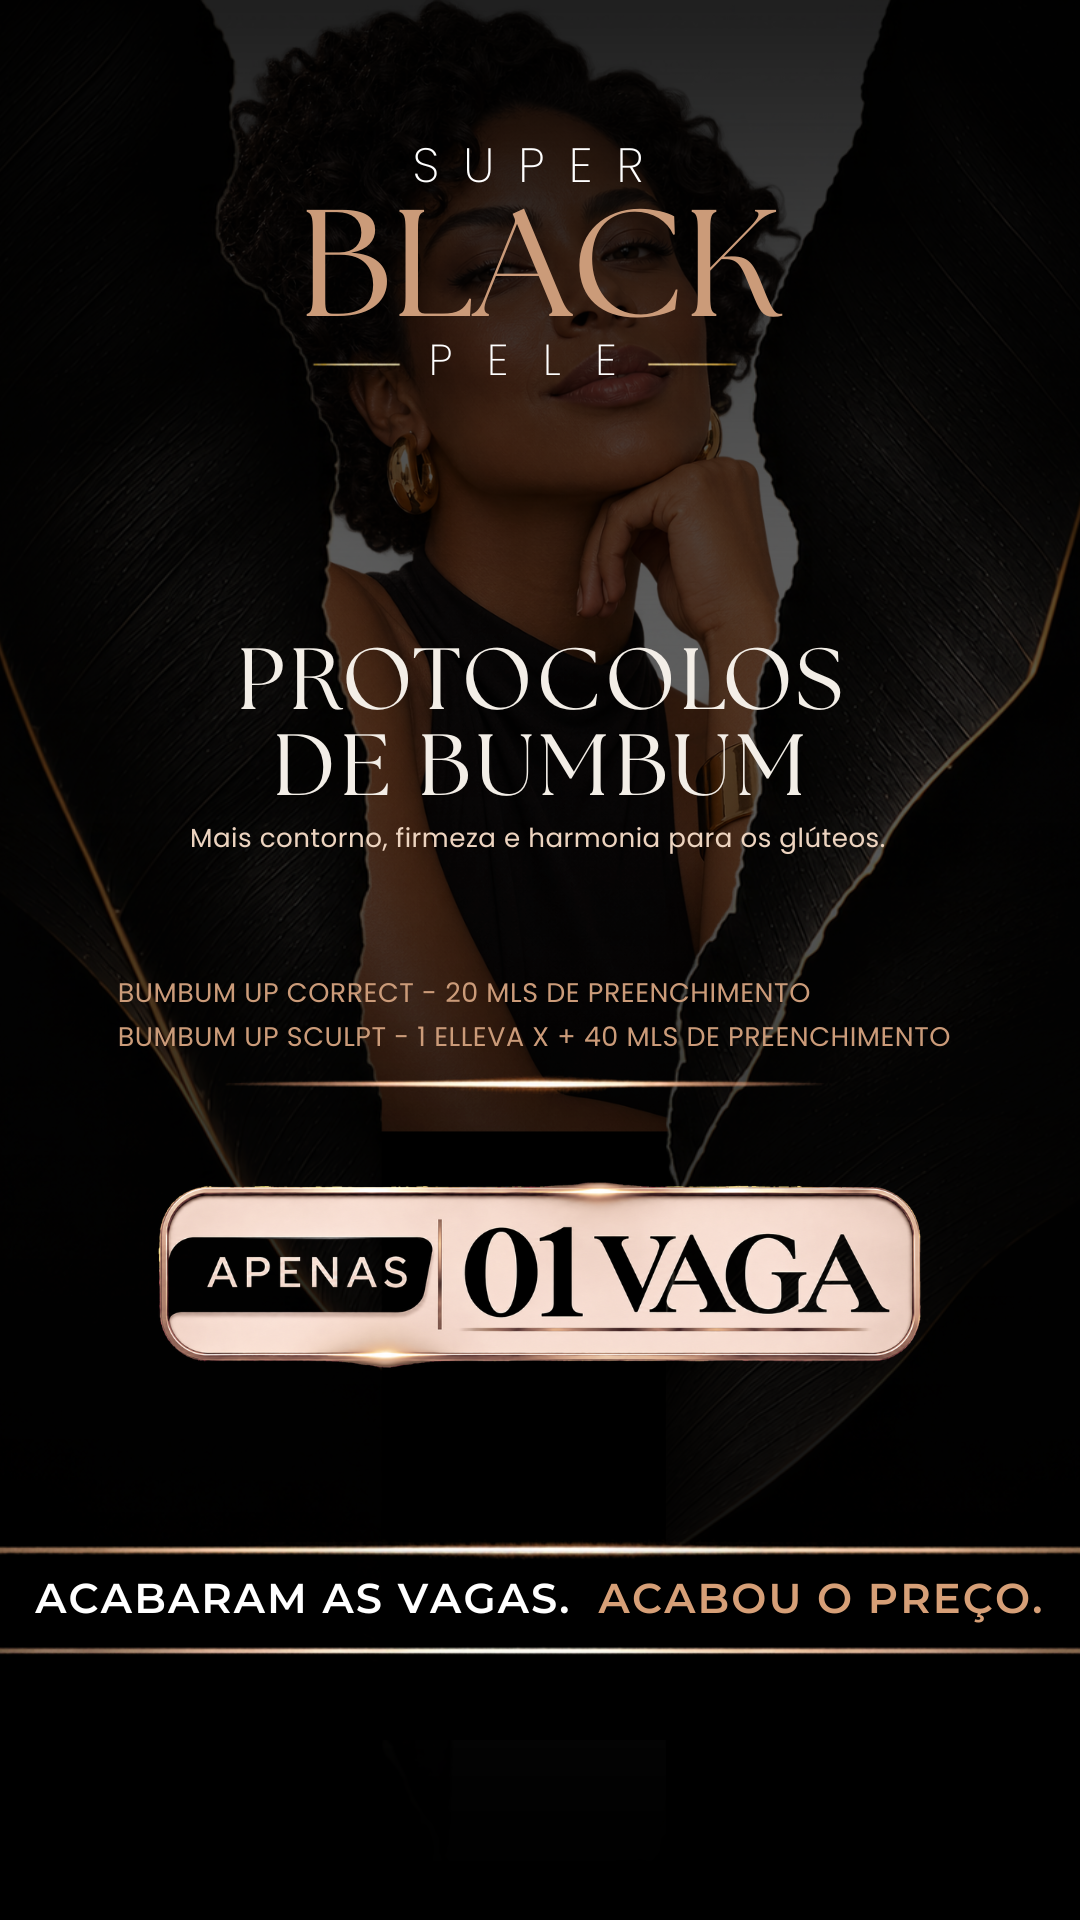 SUPER
BLACK
PELE
PROTOCOLOS
DE BUMBUM
Mais contorno, firmeza e harmonia para os glúteos.
BUMBUM UP CORRECT - 20 MLS DE PREENCHIMENTO
BUMBUM UP SCULPT - 1 ELLEVA X + 40 MLS DE PREENCHIMENTO
APENAS 01 VAGA
ACABARAM AS VAGAS. ACABOU O PREÇO.